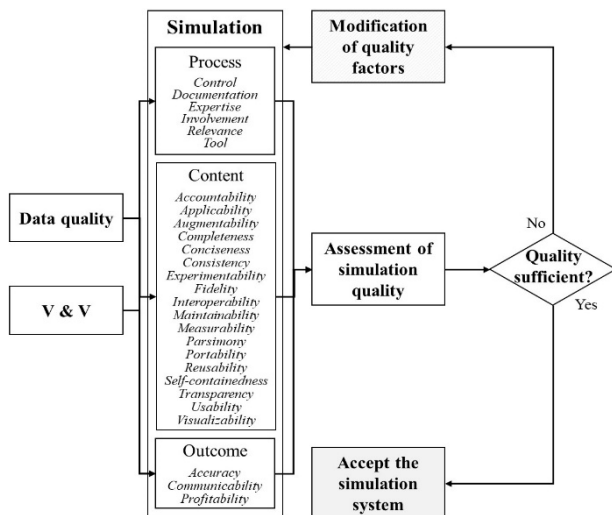 Simulation
Process
Control
Documentation
Expertise
Involvement
Relevance
Tool
Content
Accountability
Applicability
Augmentability
Completeness
Conciseness
Consistency
Experimentability
Fidelity
Interoperability
Maintainability
Measurability
Parsimony
Portability
Reusability
Self-containedness
Transparency
Usability
Visualizability
Outcome
Accuracy
Communicability
Profitability
Data quality
V & V
Modification
of quality
factors
Assessment of
simulation
quality
No
Quality
sufficient?
Yes
Accept the
simulation
system